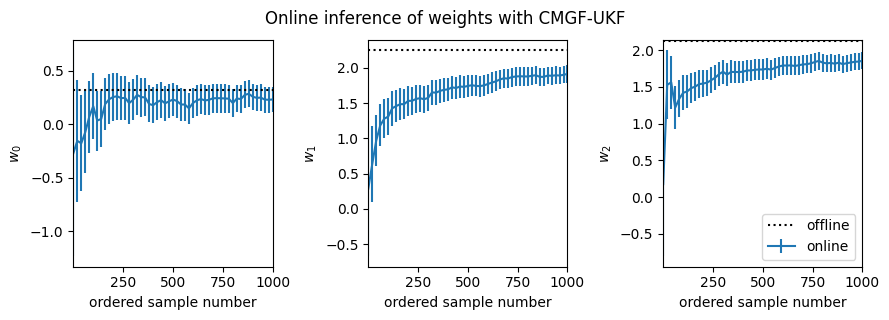 Online inference of weights with CMGF-UKF
w0
0.5
0.0
−0.5
−1.0
250 500 750 1000
ordered sample number
w1
2.0
1.5
1.0
0.5
0.0
−0.5
250 500 750 1000
ordered sample number
w2
2.0
1.5
1.0
0.5
0.0
−0.5
offline
online
250 500 750 1000
ordered sample number